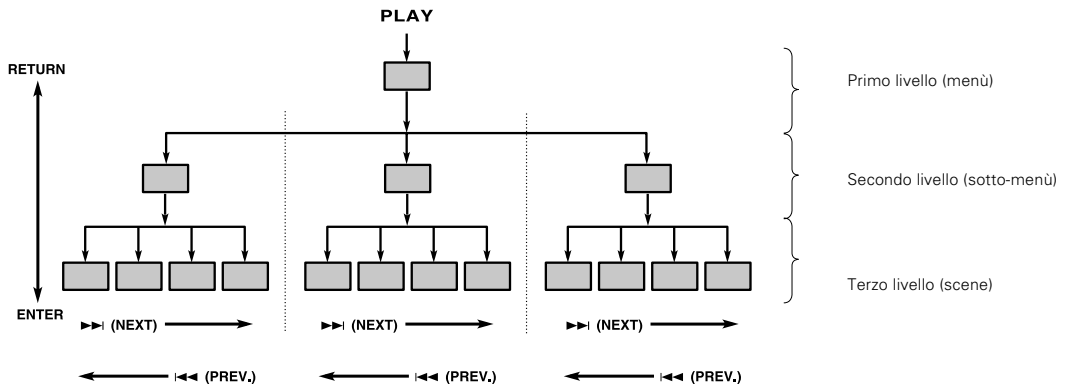 PLAY
RETURN
Primo livello (menù)
Secondo livello (sotto-menù)
Terzo livello (scene)
ENTER
►►| (NEXT) ►►| (NEXT) ►►| (NEXT)
|◄◄ (PREV.) |◄◄ (PREV.) |◄◄ (PREV.)